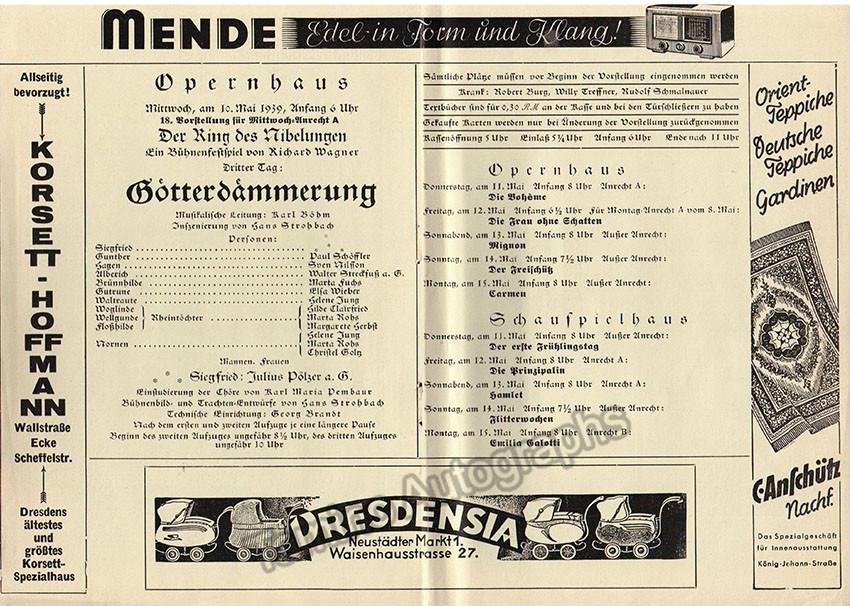 MENDE Edel in Form und Klang!
Allseitig
bevorzugt!
KORSETT-HOFFMANN
Wallstraße
Ecke
Scheffelstr.
Dresdens
ältestes
und
größtes
Korsett-
Spezialhaus
Opernhaus
Mittwoch, am 10. Mai 1939, Anfang 6 Uhr
18. Vorstellung für Mittwoch-Anrecht A
Der Ring des Nibelungen
Ein Bühnenfestspiel von Richard Wagner
Dritter Tag:
Götterdämmerung
Musikalische Leitung: Karl Böhm
Inszenierung von Hans Strohbach
Personen:
Siegfried
Gunther Paul Schöffler
Hagen Sven Nilsson
Alberich Walter Streckfuß a. G.
Brünnhilde Marta Fuchs
Gutrune Elsa Wieber
Waltraute Helene Jung
Woglinde Hilde Clairfried
Wellgunde Rheintöchter Marta Rohs
Floßhilde Margarete Herbst
Helene Jung
Nornen Marta Rohs
Christel Goltz
Mannen. Frauen
Siegfried: Julius Pölzer a. G.
Einstudierung der Chöre von Karl Maria Pembaur
Bühnenbild- und Trachten-Entwürfe von Hans Strohbach
Technische Einrichtung: Georg Brandt
Nach dem ersten und zweiten Aufzuge je eine längere Pause
Beginn des zweiten Aufzuges ungefähr 8½ Uhr, des dritten Aufzuges
ungefähr 10 Uhr
Sämtliche Plätze müssen vor Beginn der Vorstellung eingenommen werden
Krank: Robert Burg, Willy Treffner, Rudolf Schmalnauer
Textbücher sind für 0,30 RM an der Kasse und bei den Türschließern zu haben
Gekaufte Karten werden nur bei Änderung der Vorstellung zurückgenommen
Kassenöffnung 5 Uhr Einlaß 5¼ Uhr Anfang 6 Uhr Ende nach 11 Uhr
Opernhaus
Donnerstag, am 11. Mai Anfang 8 Uhr Anrecht A:
Die Bohème
Freitag, am 12. Mai Anfang 6½ Uhr Für Montag-Anrecht A vom 8. Mai:
Die Frau ohne Schatten
Sonnabend, am 13. Mai Anfang 8 Uhr Außer Anrecht:
Mignon
Sonntag, am 14. Mai Anfang 7½ Uhr Außer Anrecht:
Der Freischütz
Montag, am 15. Mai Anfang 8 Uhr Außer Anrecht:
Carmen
Schauspielhaus
Donnerstag, am 11. Mai Anfang 8 Uhr Außer Anrecht:
Der erste Frühlingstag
Freitag, am 12. Mai Anfang 8 Uhr Anrecht A:
Die Prinzipalin
Sonnabend, am 13. Mai Anfang 8 Uhr Anrecht A:
Hamlet
Sonntag, am 14. Mai Anfang 7½ Uhr Außer Anrecht:
Flitterwochen
Montag, am 15. Mai Anfang 8 Uhr Anrecht B:
Emilia Galotti
Orient-
Teppiche
Deutsche
Teppiche
Gardinen
C. Anschütz
Nachf.
Das Spezialgeschäft
für Innenausstattung
König-Johann-Straße
DRESDENSIA
Neustädter Markt 1.
Waisenhausstrasse 27.
Autographs